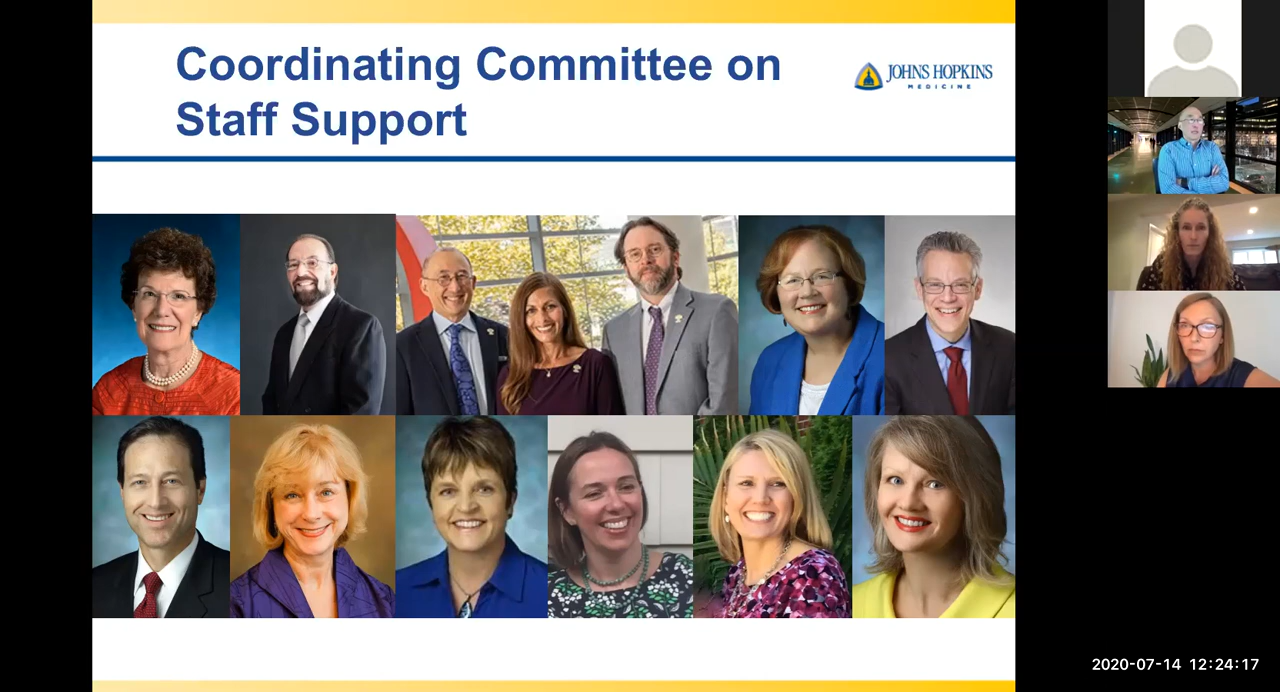 Coordinating Committee on
Staff Support
JOHNS HOPKINS
MEDICINE
2020-07-14 12:24:17